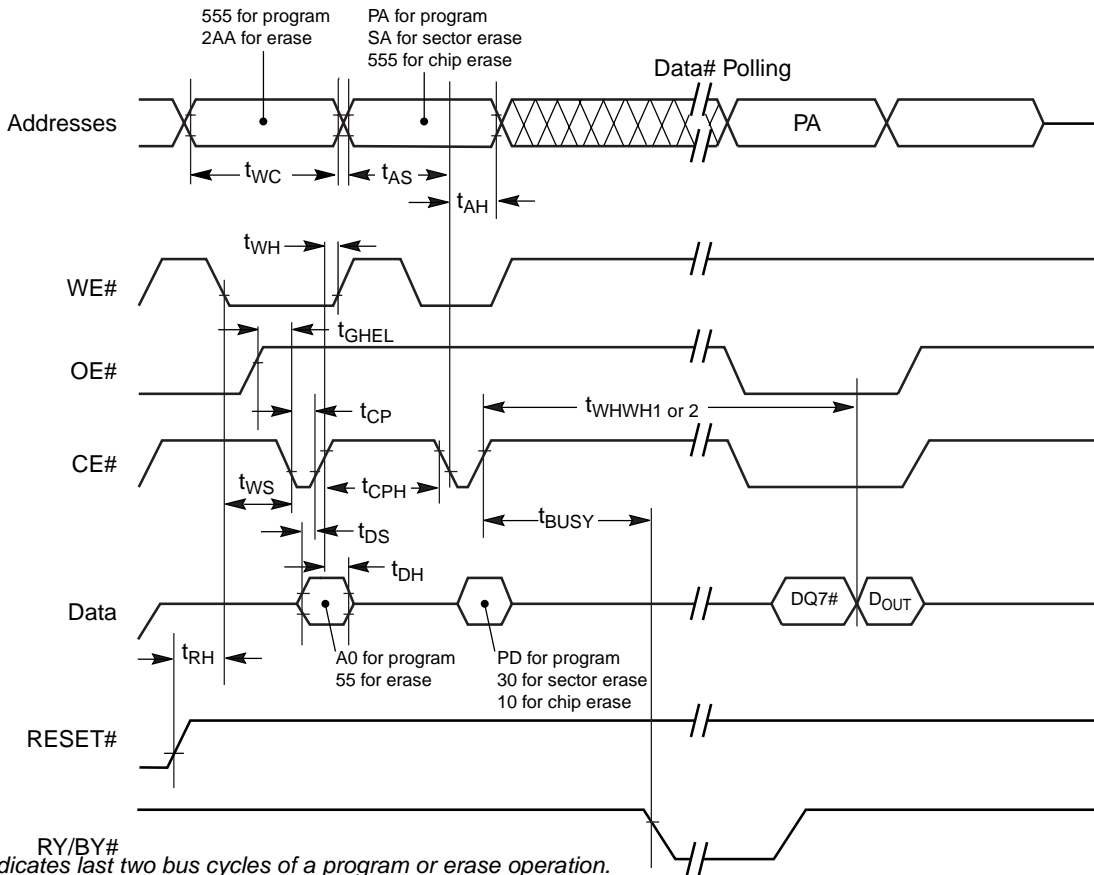 555 for program
2AA for erase
PA for program
SA for sector erase
555 for chip erase
Data# Polling
Addresses
PA
tWC
tAS
tAH
tWH
WE#
tGHEL
OE#
tWHWH1 or 2
tCP
CE#
tWS
tCPH
tBUSY
tDS
tDH
Data
DQ7#
DOUT
tRH
A0 for program
55 for erase
PD for program
30 for sector erase
10 for chip erase
RESET#
RY/BY#
dicates last two bus cycles of a program or erase operation.